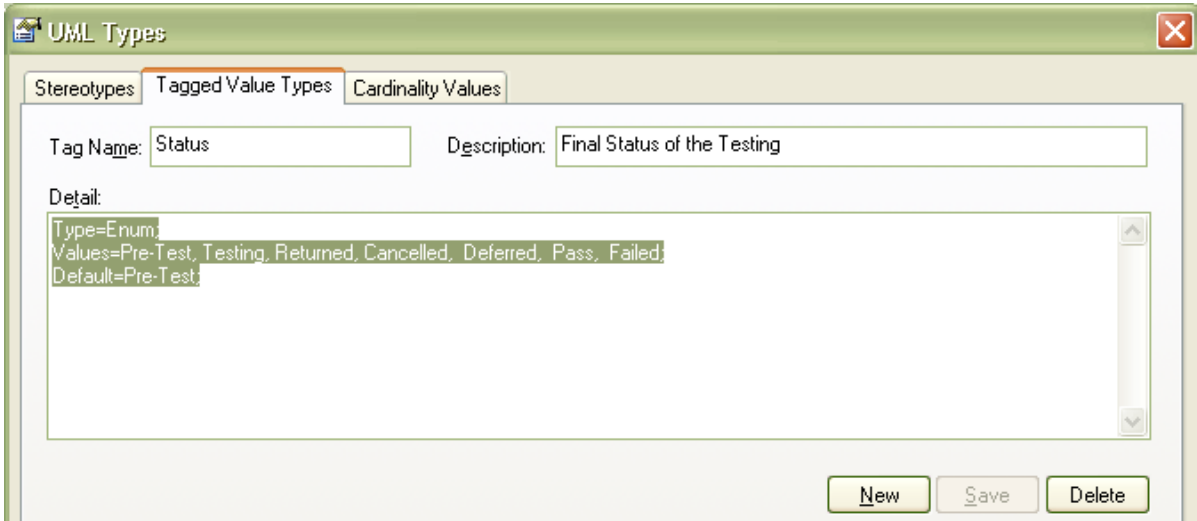 UML Types
Stereotypes Tagged Value Types Cardinality Values
Tag Name: Status Description: Final Status of the Testing
Detail:
Type=Enum;
Values=Pre-Test, Testing, Returned, Cancelled,  Deferred,  Pass,  Failed;
Default=Pre-Test;
New Save Delete